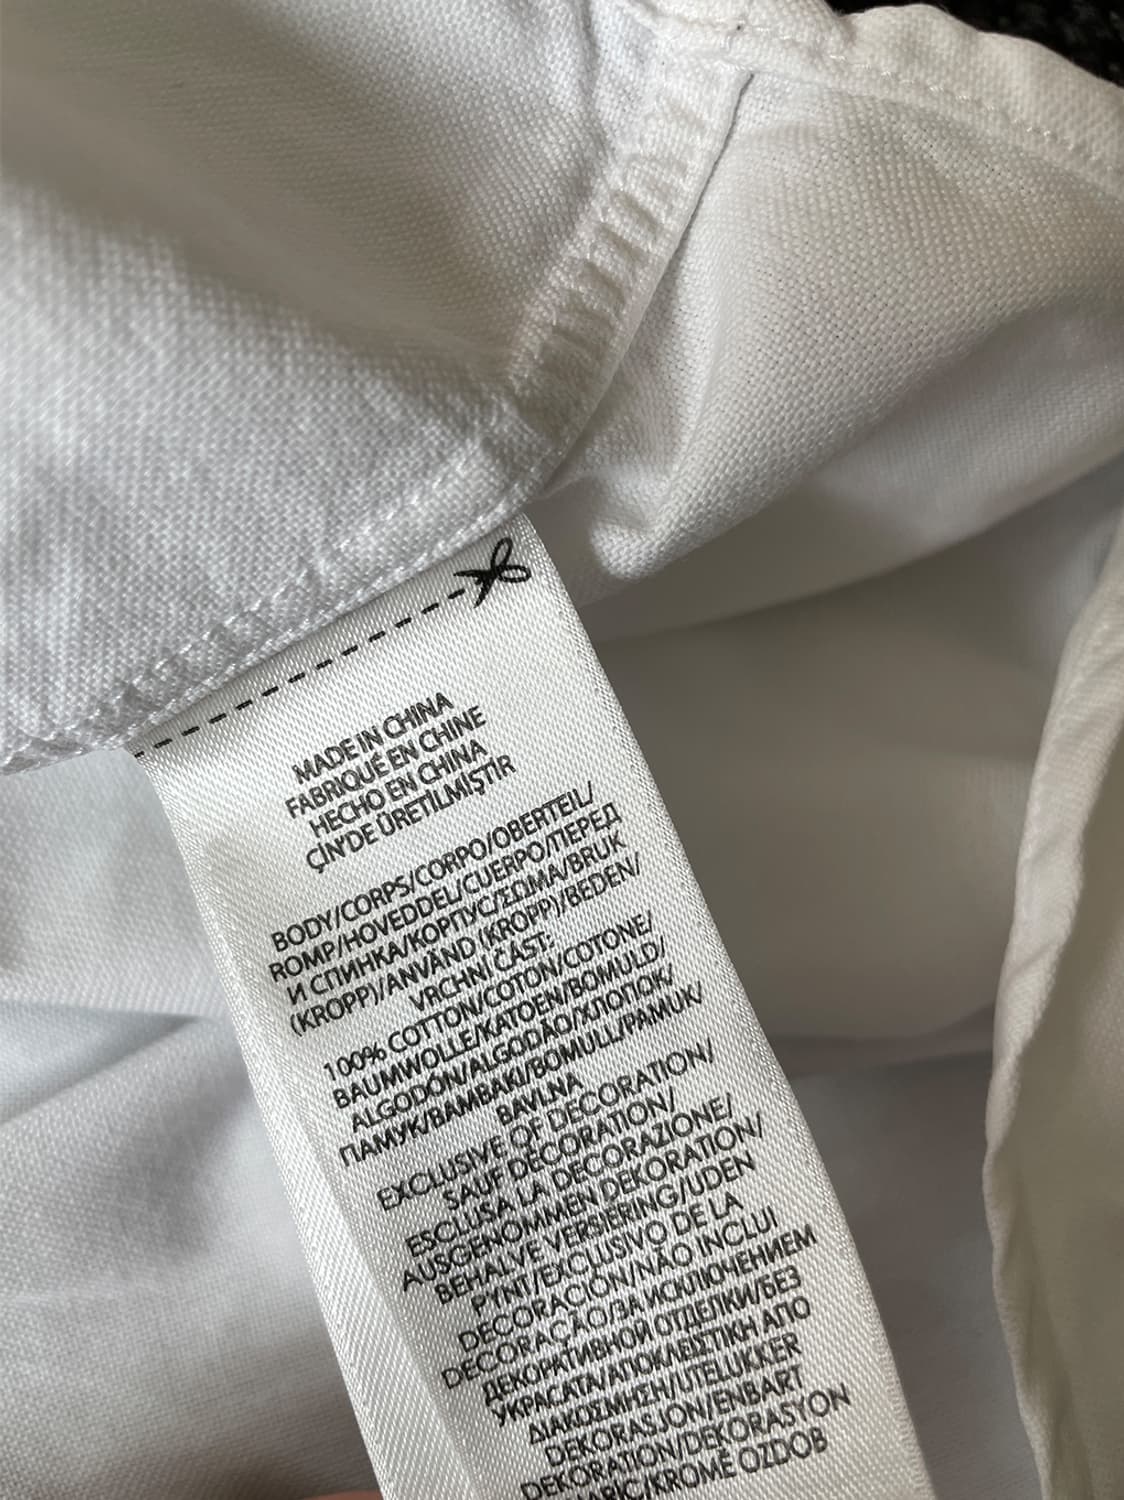 MADE IN CHINA
FABRIQUÉ EN CHINE
HECHO EN CHINA
ÇİN'DE ÜRETİLMİŞTİR
BODY/CORPS/CORPO/OBERTEIL/
ROMP/HOVEDDEL/CUERPO/ПЕРЕД
И СПИНКА/КОРПУС/ΣΩΜΑ/BRUK
(KROPP)/ANVÄND (KROPP)/BEDEN/
VRCHNÍ ČÁST:
100% COTTON/COTON/COTONE/
BAUMWOLLE/KATOEN/BOMULD/
ALGODÓN/ALGODÃO/ХЛОПОК/
ПАМУК/ΒΑΜΒΑΚΙ/BOMULL/PAMUK/
BAVLNA
EXCLUSIVE OF DECORATION/
SAUF DÉCORATION/
ESCLUSA LA DECORAZIONE/
AUSGENOMMEN DEKORATION/
BEHALVE VERSIERING/UDEN
PYNT/EXCLUSIVO DE LA
DECORACIÓN/NÃO INCLUI
DECORAÇÃO/ЗА ИСКЛЮЧЕНИЕМ
ДЕКОРАТИВНОЙ ОТДЕЛКИ/БЕЗ
УКРАСАТА/ΑΠΟΚΛΕΙΣΤΙΚΗ ΑΠΟ
ΔΙΑΚΟΣΜΗΣΗ/UTELUKKER
DEKORASJON/ENBART
DEKORATION/DEKORASYON
HARİÇ/KROMĚ OZDOB